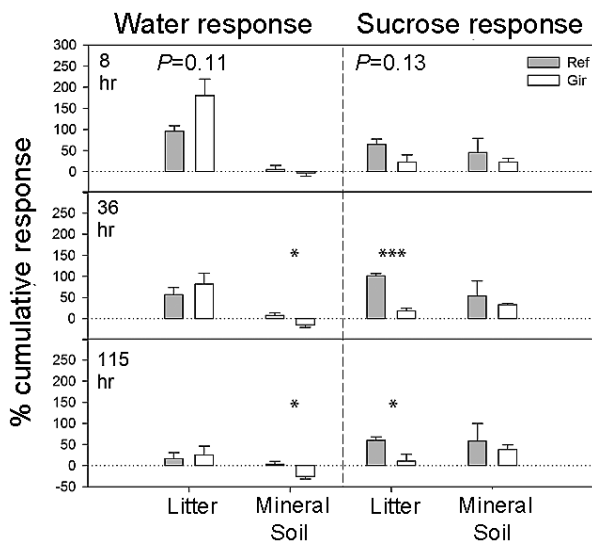 Water response Sucrose response
300
8
hr
P=0.11
P=0.13
Ref
Gir
250
200
150
100
50
0
36
hr
250
200
150
100
50
0
*
***
115
hr
250
200
150
100
50
0
-50
*
*
% cumulative response
Litter Mineral Soil Litter Mineral Soil